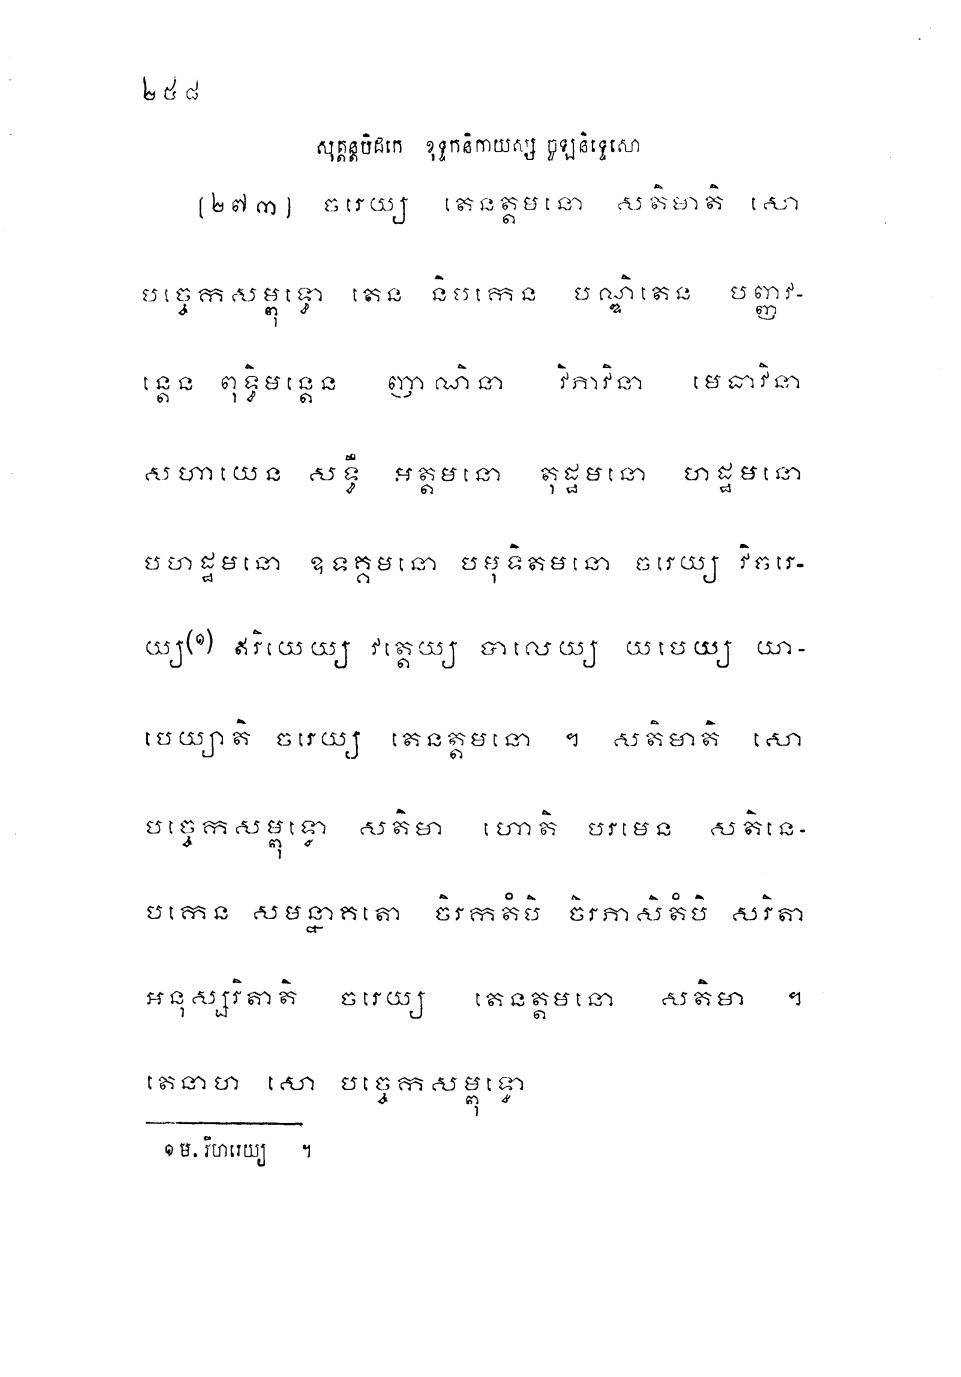 ២៥៨
សុត្តន្តបិដកេ ខុទ្ទកនិកាយស្ស ចូឡនិទ្ទេសោ
[២៧៣] ចរេយ្យ តេនត្តមនោ សតិមាតិ សោ
បច្ចេកសម្ពុទ្ធោ តេន និបកេន បណ្ឌិតេន បញ្ញវ-
ន្តេន ពុទ្ធិមន្តេន ញាណិនា វិភាវិនា មេធាវិនា
សហាយេន សទ្ធឹ អត្តមនោ តុដ្ឋមនោ ហដ្ឋមនោ
បហដ្ឋមនោ ឧទគ្គមនោ បមុទិតមនោ ចរេយ្យ វិចរេ-
យ្យ(១) ឥរិយេយ្យ វត្តេយ្យ បាលេយ្យ យបេយ្យ យា-
បេយ្យាតិ ចរេយ្យ តេនត្តមនោ ។ សតិមាតិ សោ
បច្ចេកសម្ពុទ្ធោ សតិមា ហោតិ បរមេន សតិនេ-
បកេន សមន្នាគតោ ចិរកតំបិ ចិរភាសិតំបិ សរិតា
អនុស្សរិតាតិ ចរេយ្យ តេនត្តមនោ សតិមា ។
តេនាហ សោ បច្ចេកសម្ពុទ្ធោ
១ ម. វិហរេយ្យ ។